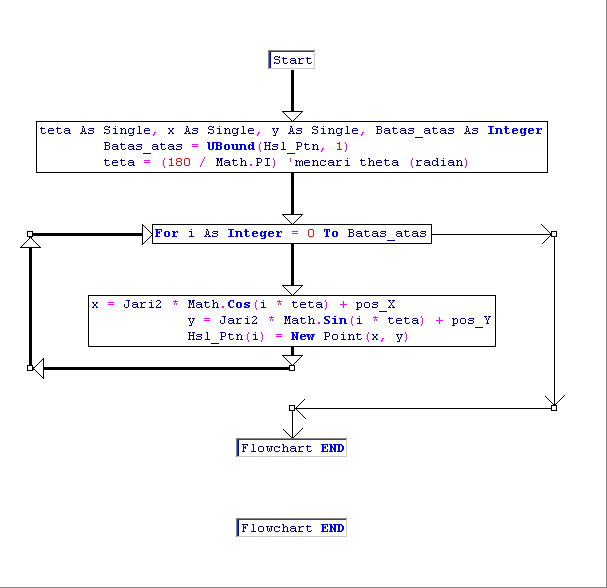 Start
teta As Single, x As Single, y As Single, Batas_atas As Integer
Batas_atas = UBound(Hsl_Ptn, 1)
teta = (180 / Math.PI) 'mencari theta (radian)
For i As Integer = 0 To Batas_atas
x = Jari2 * Math.Cos(i * teta) + pos_X
y = Jari2 * Math.Sin(i * teta) + pos_Y
Hsl_Ptn(i) = New Point(x, y)
Flowchart END
Flowchart END